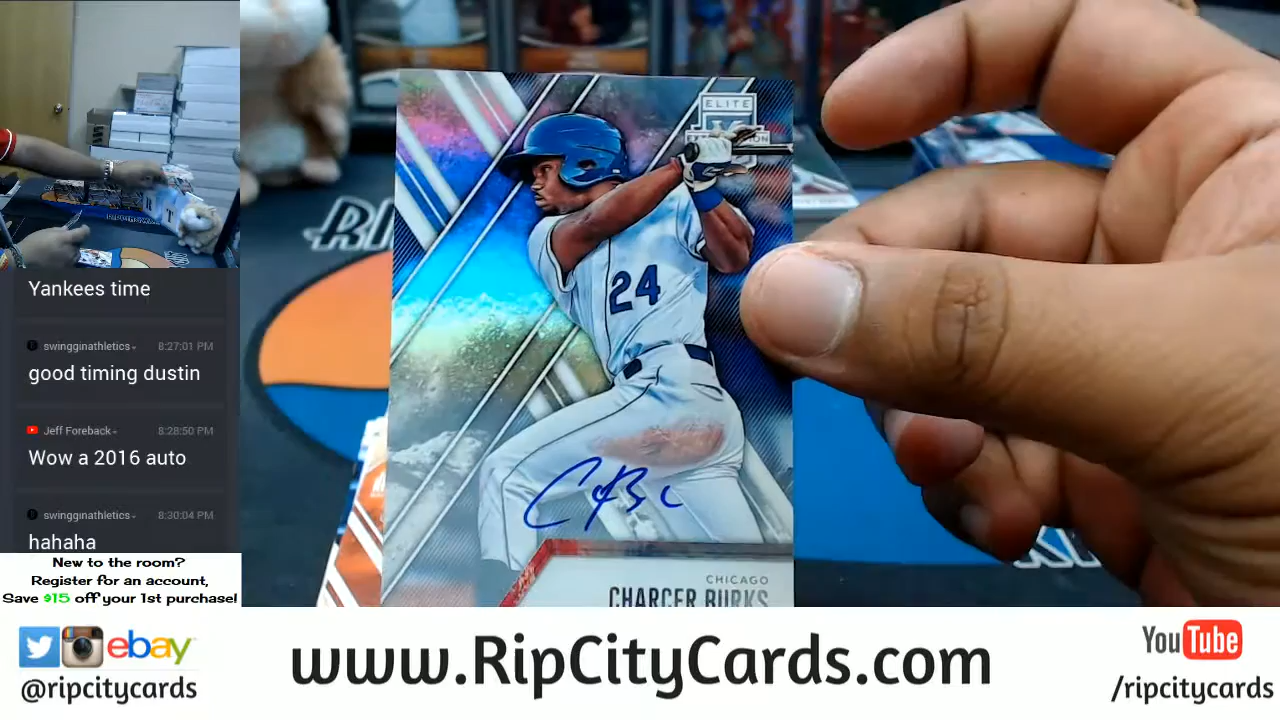 Yankees time
swingginathletics
8:27:01 PM
good timing dustin
Jeff Foreback
8:28:50 PM
Wow a 2016 auto
swingginathletics
8:30:04 PM
hahaha
New to the room?
Register for an account,
Save $15 off your 1st purchase!
ELITE
24
CHICAGO
CHARCER BURKS
ebay
@ripcitycards
www.RipCityCards.com
YouTube
/ripcitycards